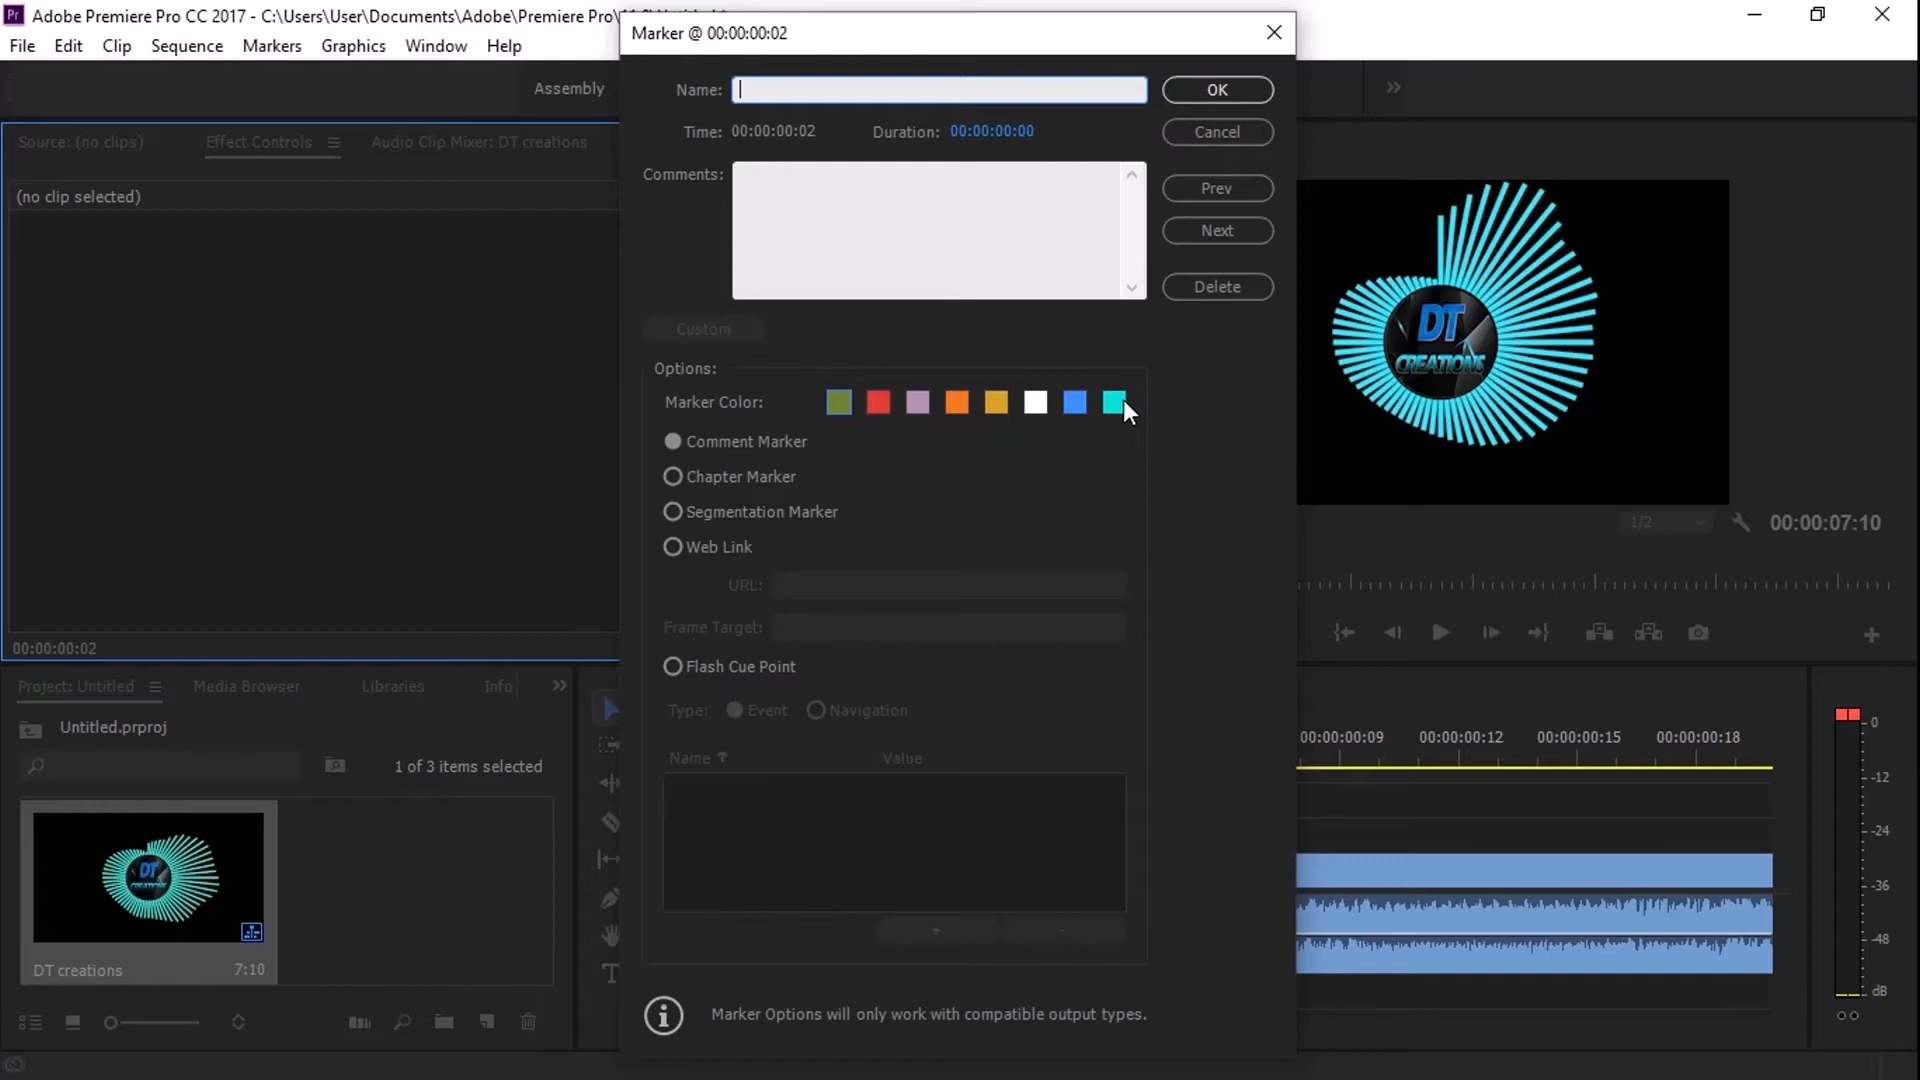 Adobe Premiere Pro CC 2017 - C:\Users\User\Documents\Adobe\Premiere Pro\
File Edit Clip Sequence Markers Graphics Window Help
Marker @ 00:00:00:02
Assembly
Name:
OK
Time: 00:00:00:02 Duration: 00:00:00:00
Cancel
Source: (no clips) Effect Controls Audio Clip Mixer: DT creations
Comments:
Prev
(no clip selected)
Next
Delete
Custom
Options:
Marker Color:
Comment Marker
Chapter Marker
Segmentation Marker
Web Link
URL:
Frame Target:
Flash Cue Point
Type: Event Navigation
Name Value
+ -
Marker Options will only work with compatible output types.
DT
CREATIONS
1/2 00:00:07:10
00:00:00:02
Project: Untitled Media Browser Libraries Info
Untitled.prproj
1 of 3 items selected
DT
CREATIONS
DT creations 7:10
00:00:00:09 00:00:00:12 00:00:00:15 00:00:00:18
0
-12
-24
-36
-48
dB